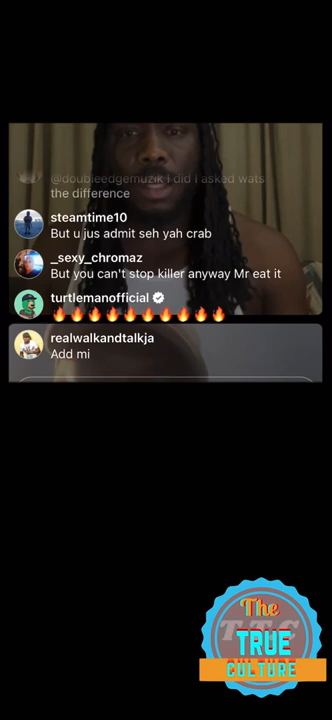 @doubleedgemuzik I did I asked wats
the difference
steamtime10
But u jus admit seh yah crab
_sexy_chromaz
But you can't stop killer anyway Mr eat it
turtlemanofficial
🔥🔥🔥🔥🔥🔥🔥🔥🔥🔥
realwalkandtalkja
Add mi
The
T.T.C
TRUE
CULTURE